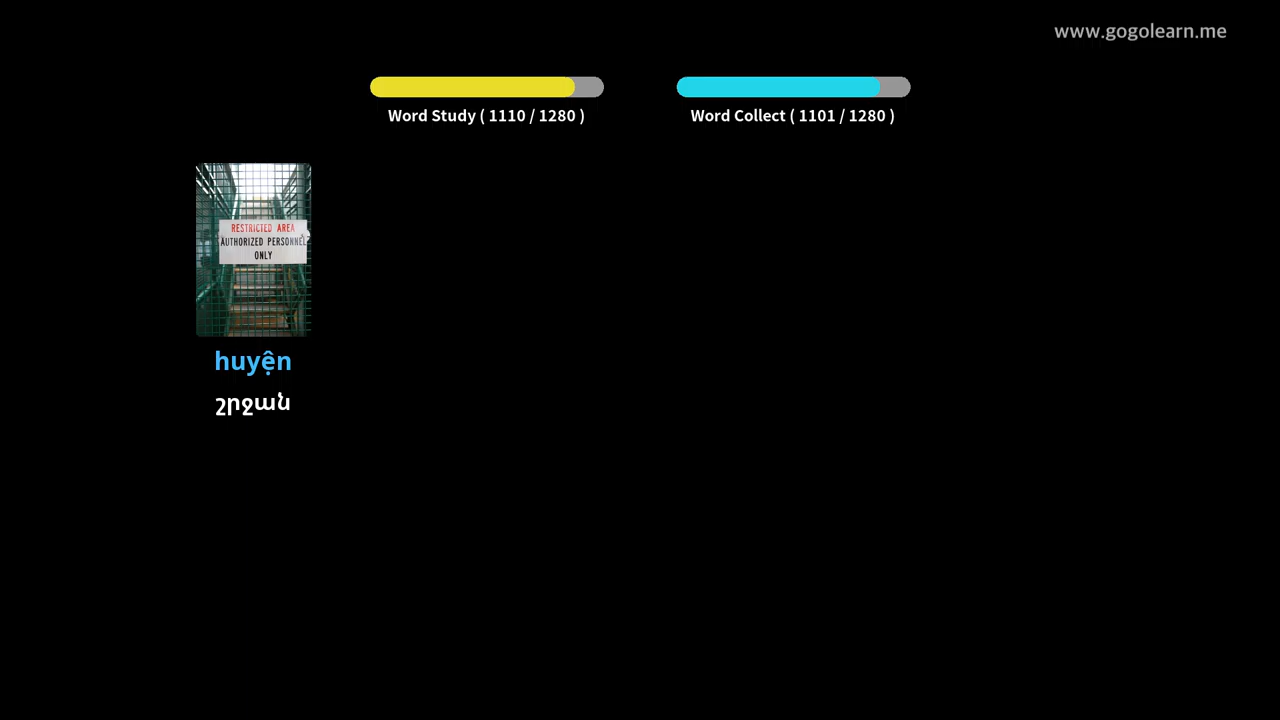 www.gogolearn.me
Word Study ( 1110 / 1280 )
Word Collect ( 1101 / 1280 )
RESTRICTED AREA
AUTHORIZED PERSONNEL
ONLY
huyện
շրջան